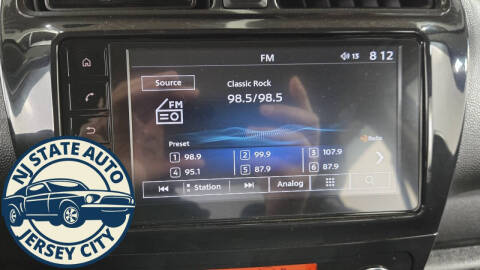 FM
13
8 12
Source
Classic Rock
98.5/98.5
FM
Preset
1 98.9
2 99.9
3 107.9
4 95.1
5 87.9
6 87.9
Station
Analog
NJ STATE AUTO
JERSEY CITY